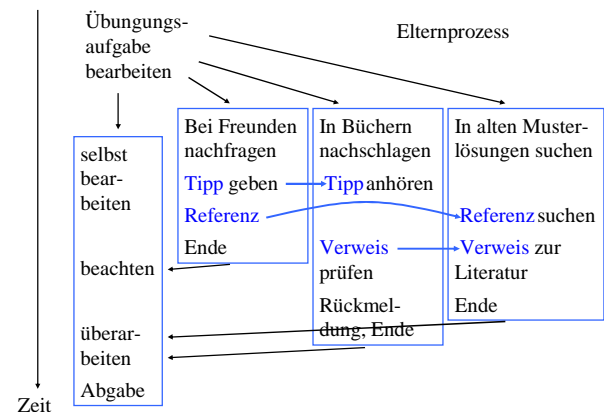 Übungungs-
aufgabe
bearbeiten
Elternprozess
selbst
bear-
beiten
beachten
überar-
beiten
Abgabe
Bei Freunden
nachfragen
Tipp geben
Referenz
Ende
In Büchern
nachschlagen
Tipp anhören
Verweis
prüfen
Rückmel-
dung, Ende
In alten Muster-
lösungen suchen
Referenz suchen
Verweis zur
Literatur
Ende
Zeit